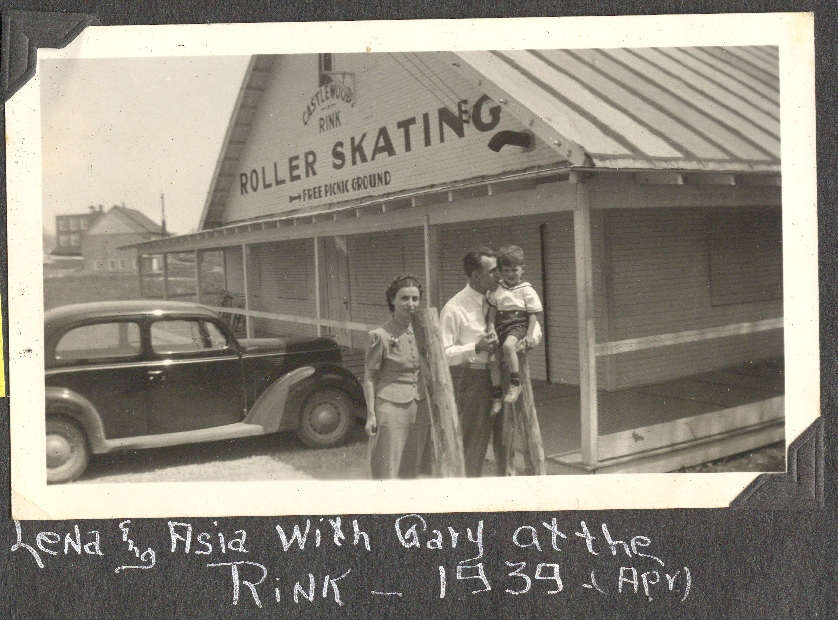 CASTLEWOOD
RINK
ROLLER SKATING
FREE PICNIC GROUND
Lena & Asia with Gary at the
RINK - 1939 (Apr)